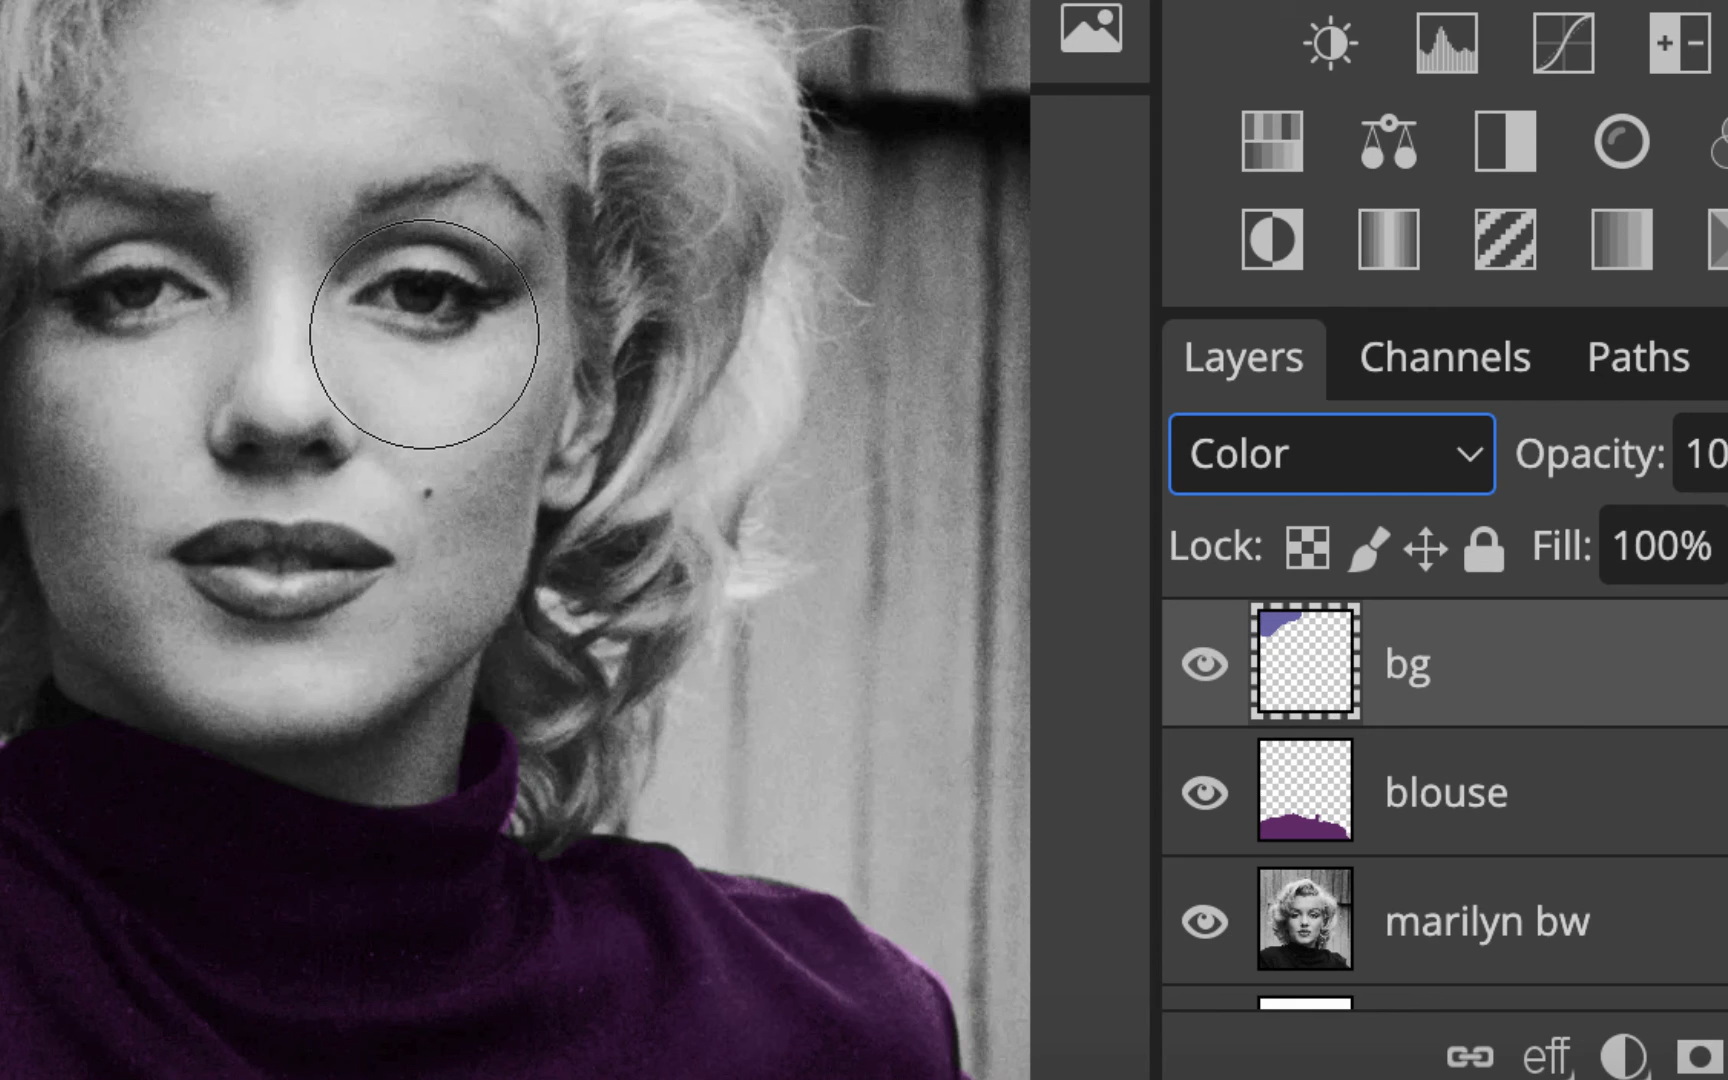 Layers Channels Paths
Color Opacity: 10
Lock: Fill: 100%
bg
blouse
marilyn bw
eff